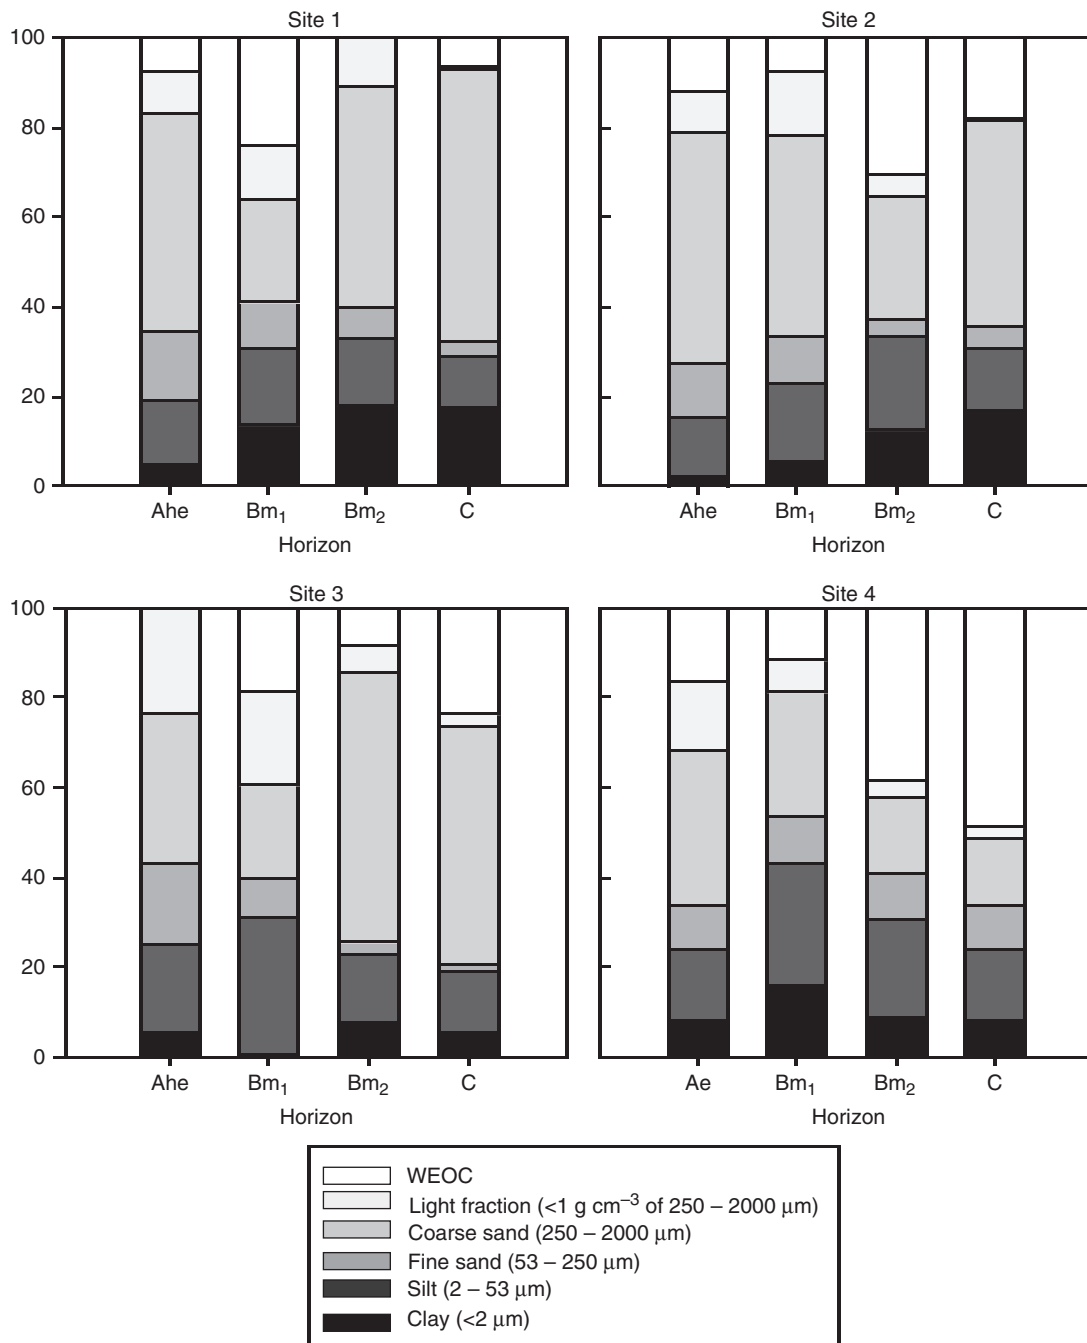 Site 1
Site 2
100
80
60
40
20
0
Ahe Bm₁ Bm₂ C
Horizon
Ahe Bm₁ Bm₂ C
Horizon
Site 3
Site 4
100
80
60
40
20
0
Ahe Bm₁ Bm₂ C
Horizon
Ae Bm₁ Bm₂ C
Horizon
WEOC
Light fraction (<1 g cm⁻³ of 250 – 2000 μm)
Coarse sand (250 – 2000 μm)
Fine sand (53 – 250 μm)
Silt (2 – 53 μm)
Clay (<2 μm)